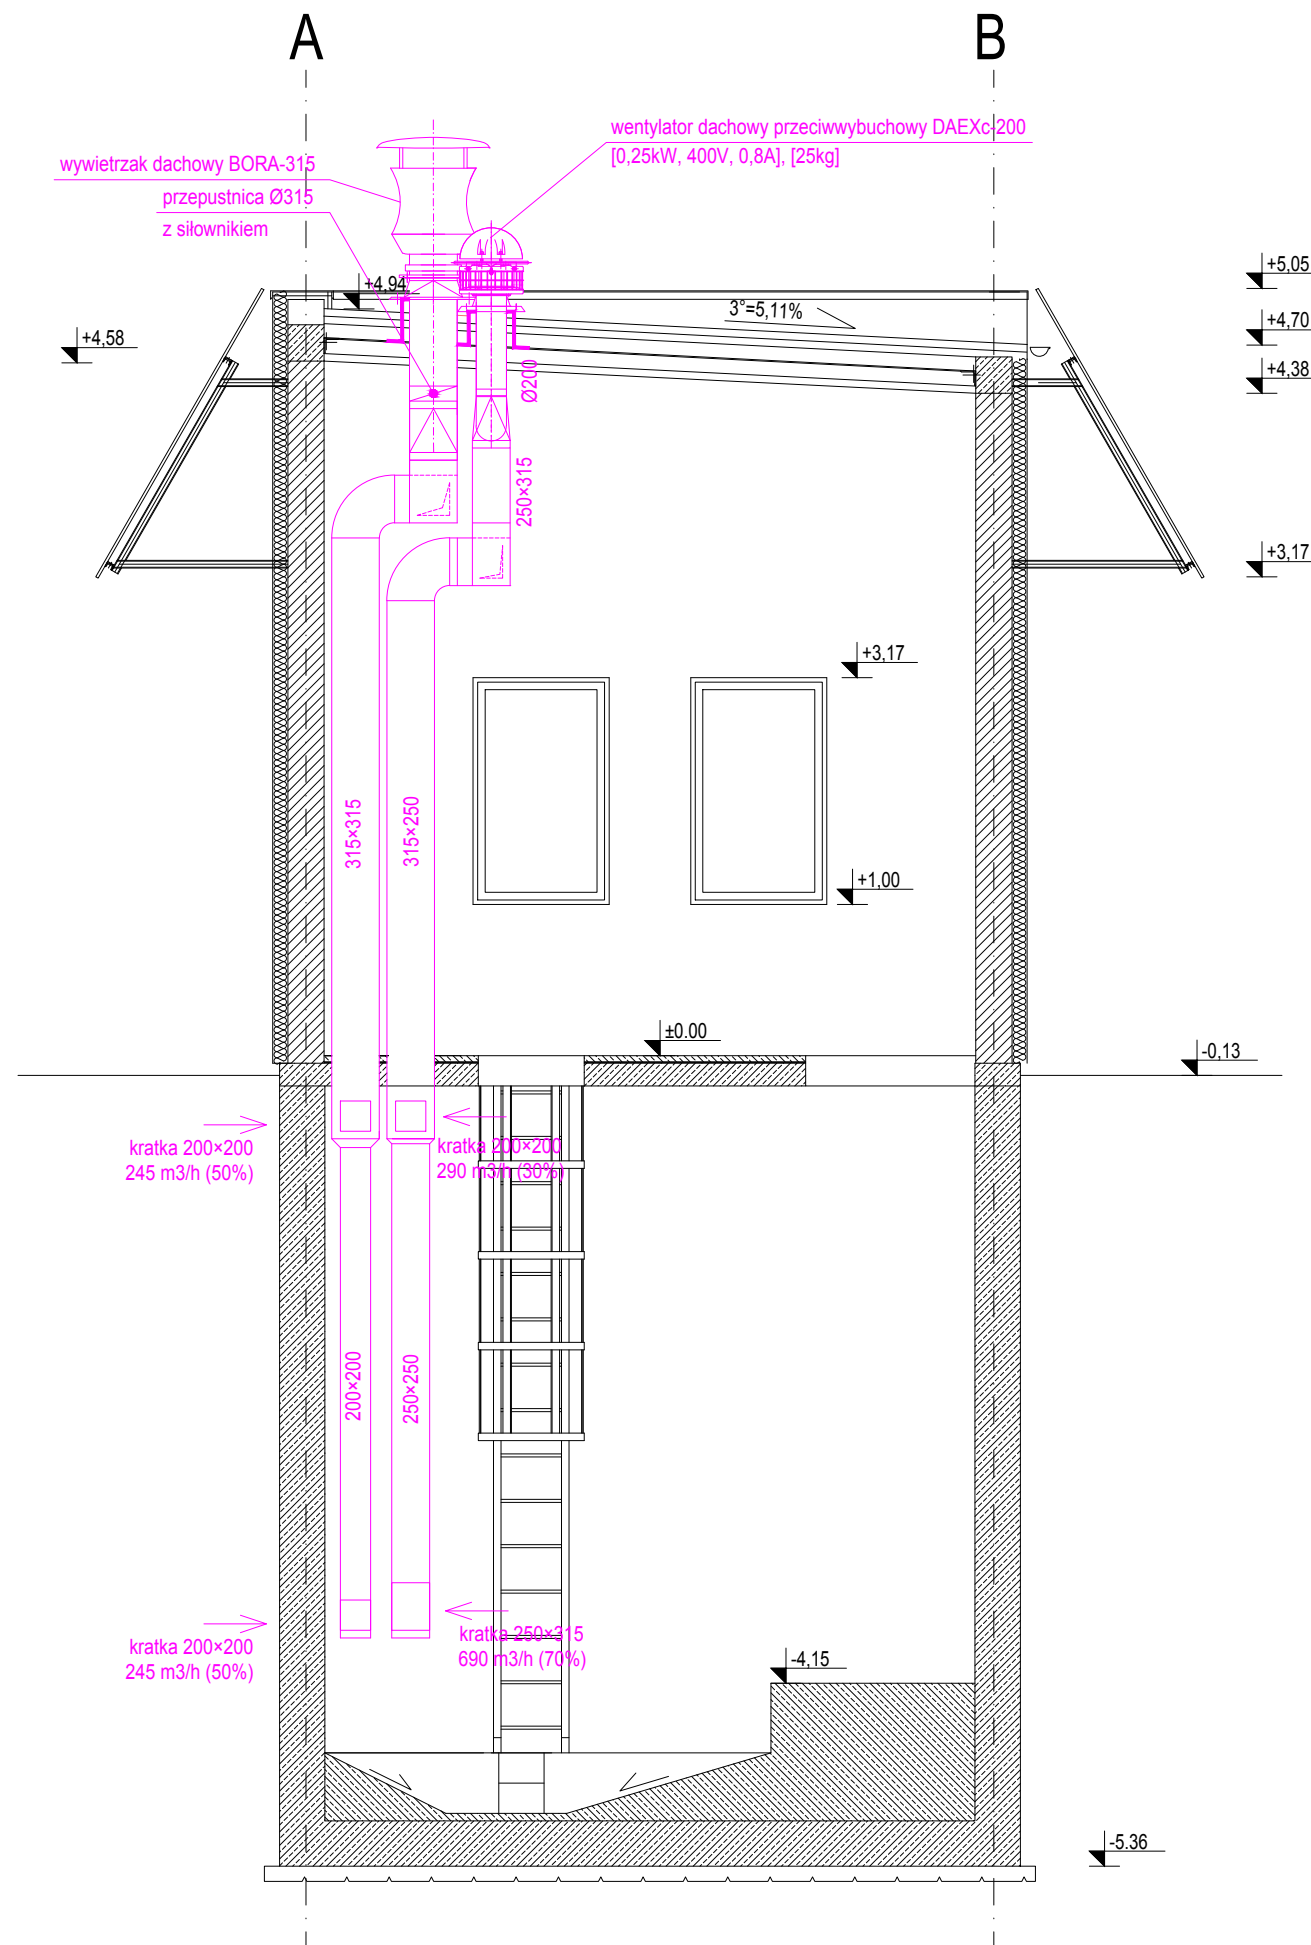 A
B
wentylator dachowy przeciwwybuchowy DAEXc-200
[0,25kW, 400V, 0,8A], [25kg]
wywietrzak dachowy BORA-315
przepustnica Ø315
z siłownikiem
+5,05
+4,94
3°=5,11%
+4,70
+4,58
+4,38
Ø200
250×315
+3,17
+3,17
315×315
315×250
+1,00
±0.00
-0,13
kratka 200×200
245 m3/h (50%)
kratka 200×200
290 m3/h (30%)
200×200
250×250
kratka 200×200
245 m3/h (50%)
kratka 250×315
690 m3/h (70%)
-4,15
-5.36